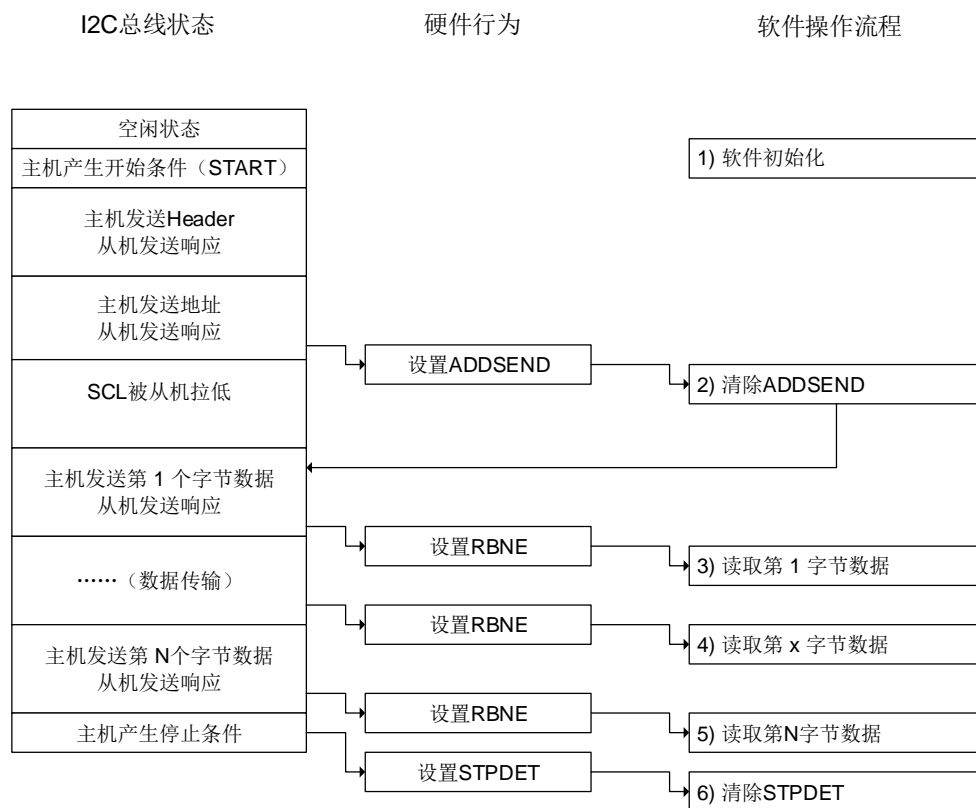 I2C总线状态
硬件行为
软件操作流程
空闲状态
主机产生开始条件（START）
1) 软件初始化
主机发送Header
从机发送响应
主机发送地址
从机发送响应
设置ADDSEND
2) 清除ADDSEND
SCL被从机拉低
主机发送第 1 个字节数据
从机发送响应
设置RBNE
3) 读取第 1 字节数据
……（数据传输）
设置RBNE
4) 读取第 x 字节数据
主机发送第 N个字节数据
从机发送响应
设置RBNE
5) 读取第N字节数据
主机产生停止条件
设置STPDET
6) 清除STPDET